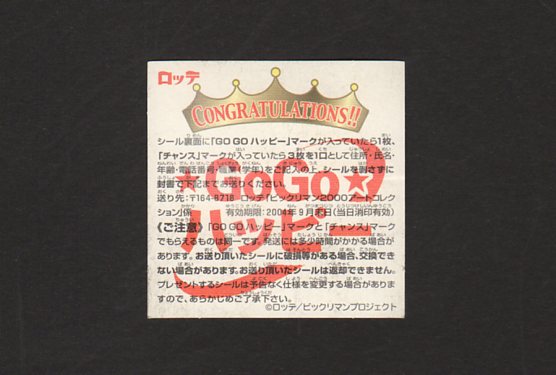 ロッテ
CONGRATULATIONS!!
シール裏面に「GO GO ハッピー」マークが入っていたら1枚、
「チャンス」マークが入っていたら3枚を1口として住所・氏名・
年齢・電話番号・職業(学年)をご記入の上、シールを剥さずに
封書で下記までお送りください。
送り先:〒164-8718 ロッテ「ビックリマン2000アートコレク
ション」係 有効期限:2004年9月末日(当日消印有効)
《ご注意》「GO GO ハッピー」マークと「チャンス」マーク
でもらえるものは同一です。発送には多少時間がかかる場合が
あります。お送り頂いたシールに破損等がある場合、交換でき
ない場合があります。お送り頂いたシールは返却できません。
プレゼントするシールは予告なく仕様を変更する場合がありま
すので、あらかじめご了承下さい。
©ロッテ/ビックリマンプロジェクト
★GoGo★
ハッピー